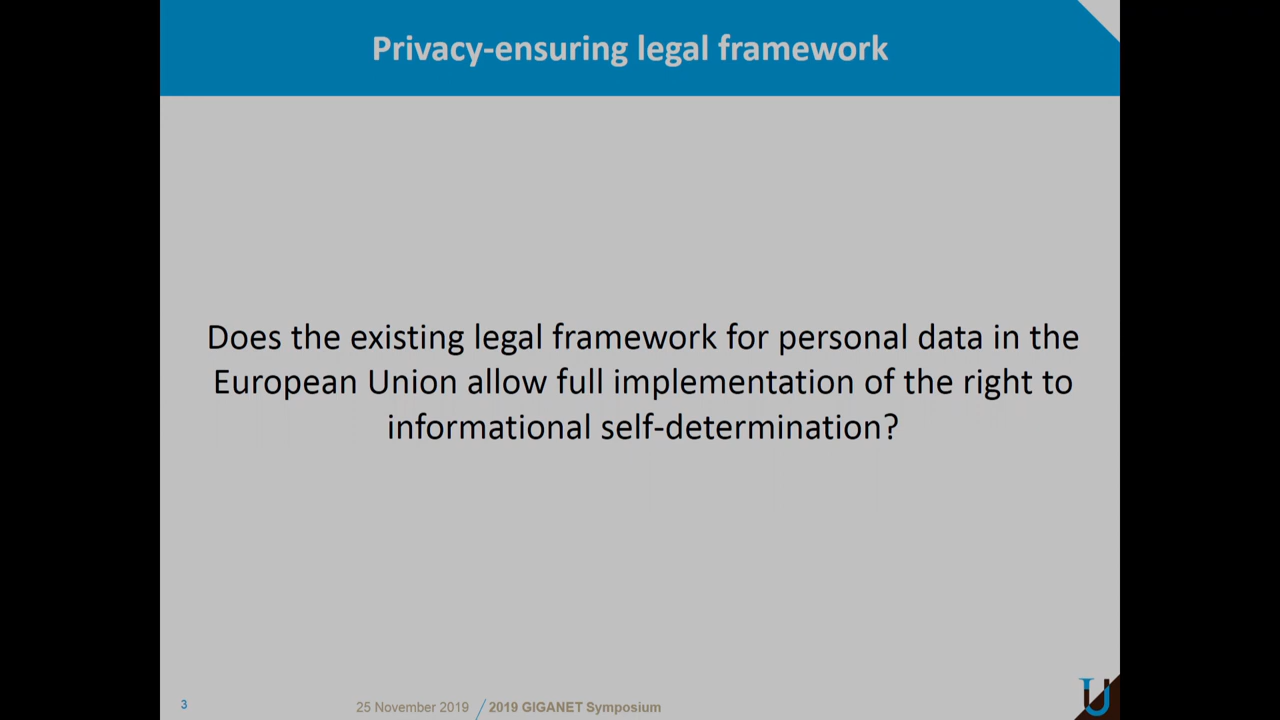 Privacy-ensuring legal framework
Does the existing legal framework for personal data in the
European Union allow full implementation of the right to
informational self-determination?
3
25 November 2019 / 2019 GIGANET Symposium
U